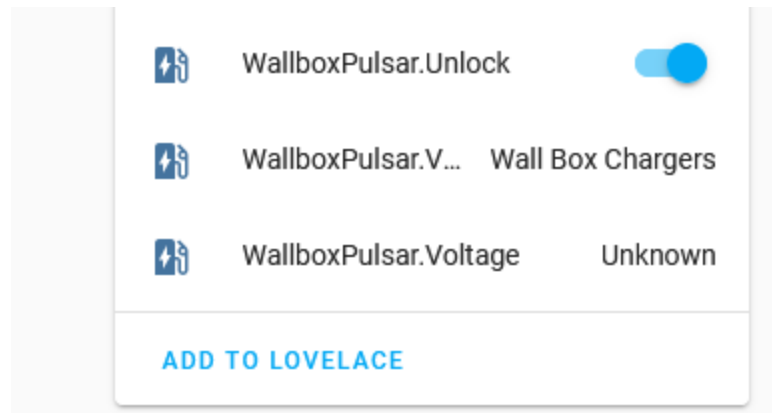 WallboxPulsar.Unlock
WallboxPulsar.V... Wall Box Chargers
WallboxPulsar.Voltage Unknown
ADD TO LOVELACE